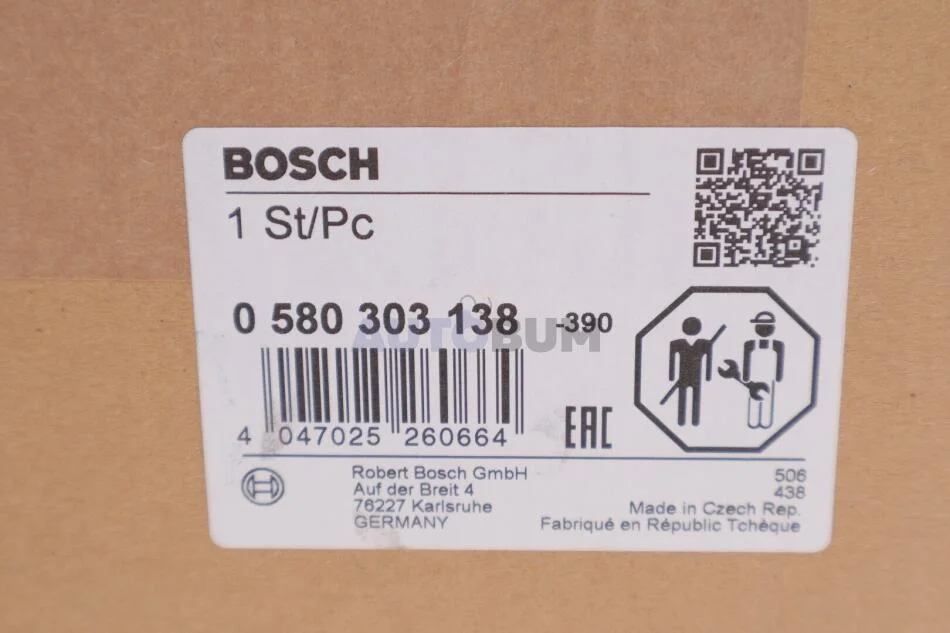 BOSCH
1 St/Pc
0 580 303 138 -390
AUTOBUM
4 047025 260664
EAC
Robert Bosch GmbH
Auf der Breit 4
76227 Karlsruhe
GERMANY
506
438
Made in Czech Rep.
Fabriqué en Républic Tchèque